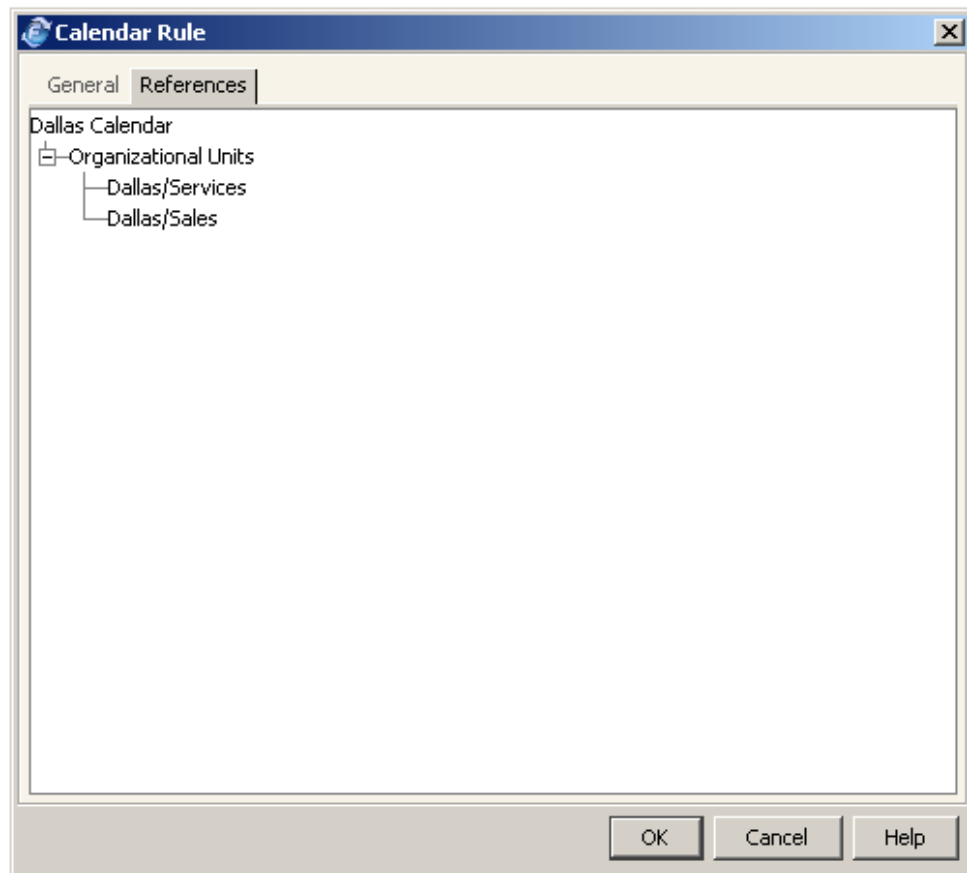 Calendar Rule
General References
Dallas Calendar
Organizational Units
Dallas/Services
Dallas/Sales
OK Cancel Help